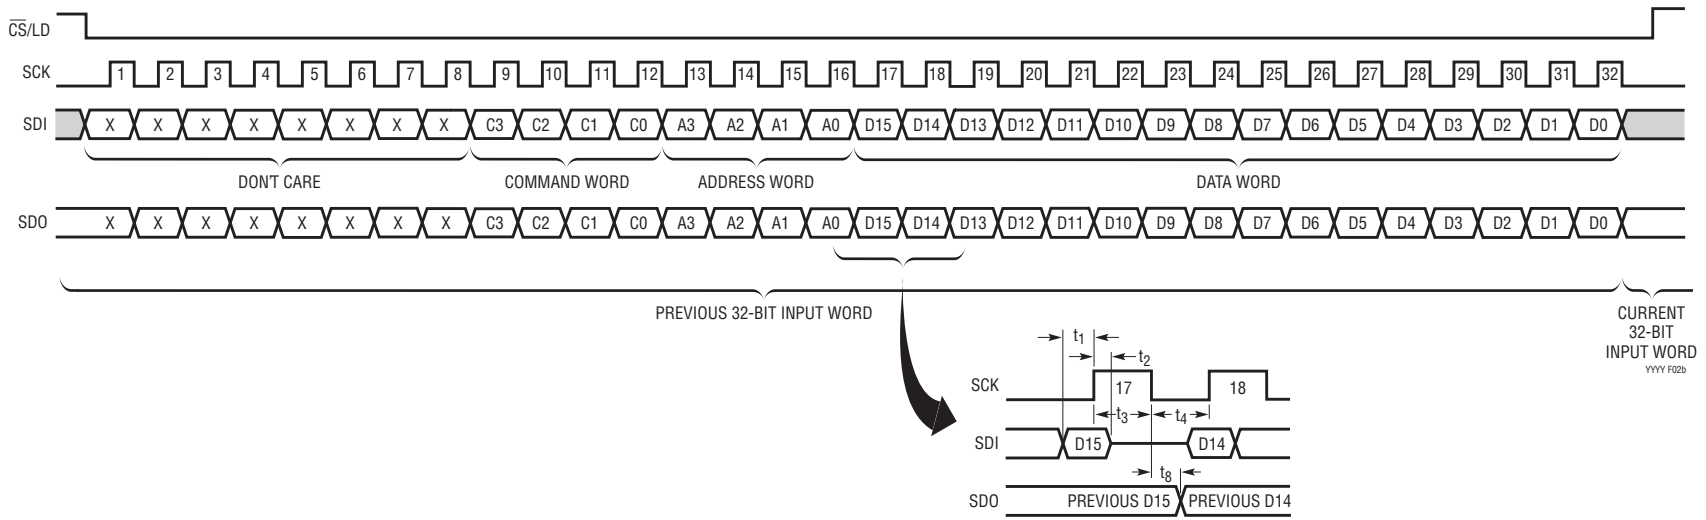 CS/LD
SCK 1 2 3 4 5 6 7 8 9 10 11 12 13 14 15 16 17 18 19 20 21 22 23 24 25 26 27 28 29 30 31 32
SDI X X X X X X X X C3 C2 C1 C0 A3 A2 A1 A0 D15 D14 D13 D12 D11 D10 D9 D8 D7 D6 D5 D4 D3 D2 D1 D0
DON'T CARE COMMAND WORD ADDRESS WORD DATA WORD
SDO X X X X X X X X C3 C2 C1 C0 A3 A2 A1 A0 D15 D14 D13 D12 D11 D10 D9 D8 D7 D6 D5 D4 D3 D2 D1 D0
PREVIOUS 32-BIT INPUT WORD
CURRENT
32-BIT
INPUT WORD
YYYY F02b
t1
t2
SCK 17 18
t3 t4
SDI D15 D14
t8
SDO PREVIOUS D15 PREVIOUS D14